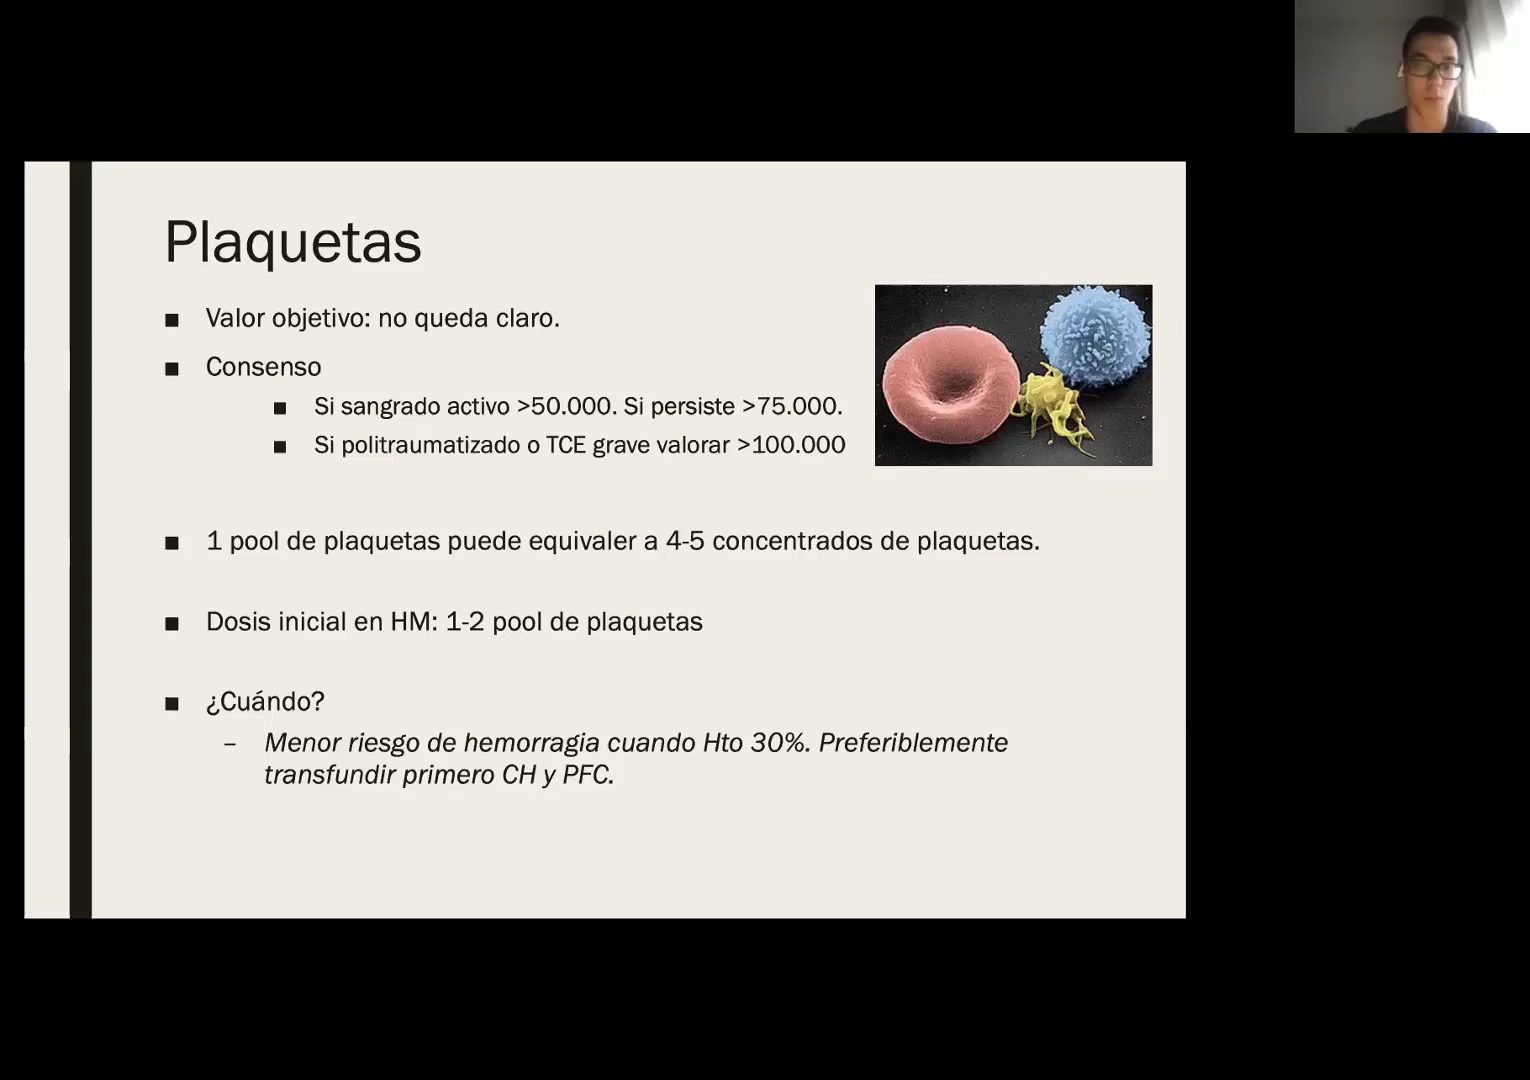 Plaquetas
Valor objetivo: no queda claro.
Consenso
Si sangrado activo >50.000. Si persiste >75.000.
Si politraumatizado o TCE grave valorar >100.000
1 pool de plaquetas puede equivaler a 4-5 concentrados de plaquetas.
Dosis inicial en HM: 1-2 pool de plaquetas
¿Cuándo?
– Menor riesgo de hemorragia cuando Hto 30%. Preferiblemente
transfundir primero CH y PFC.